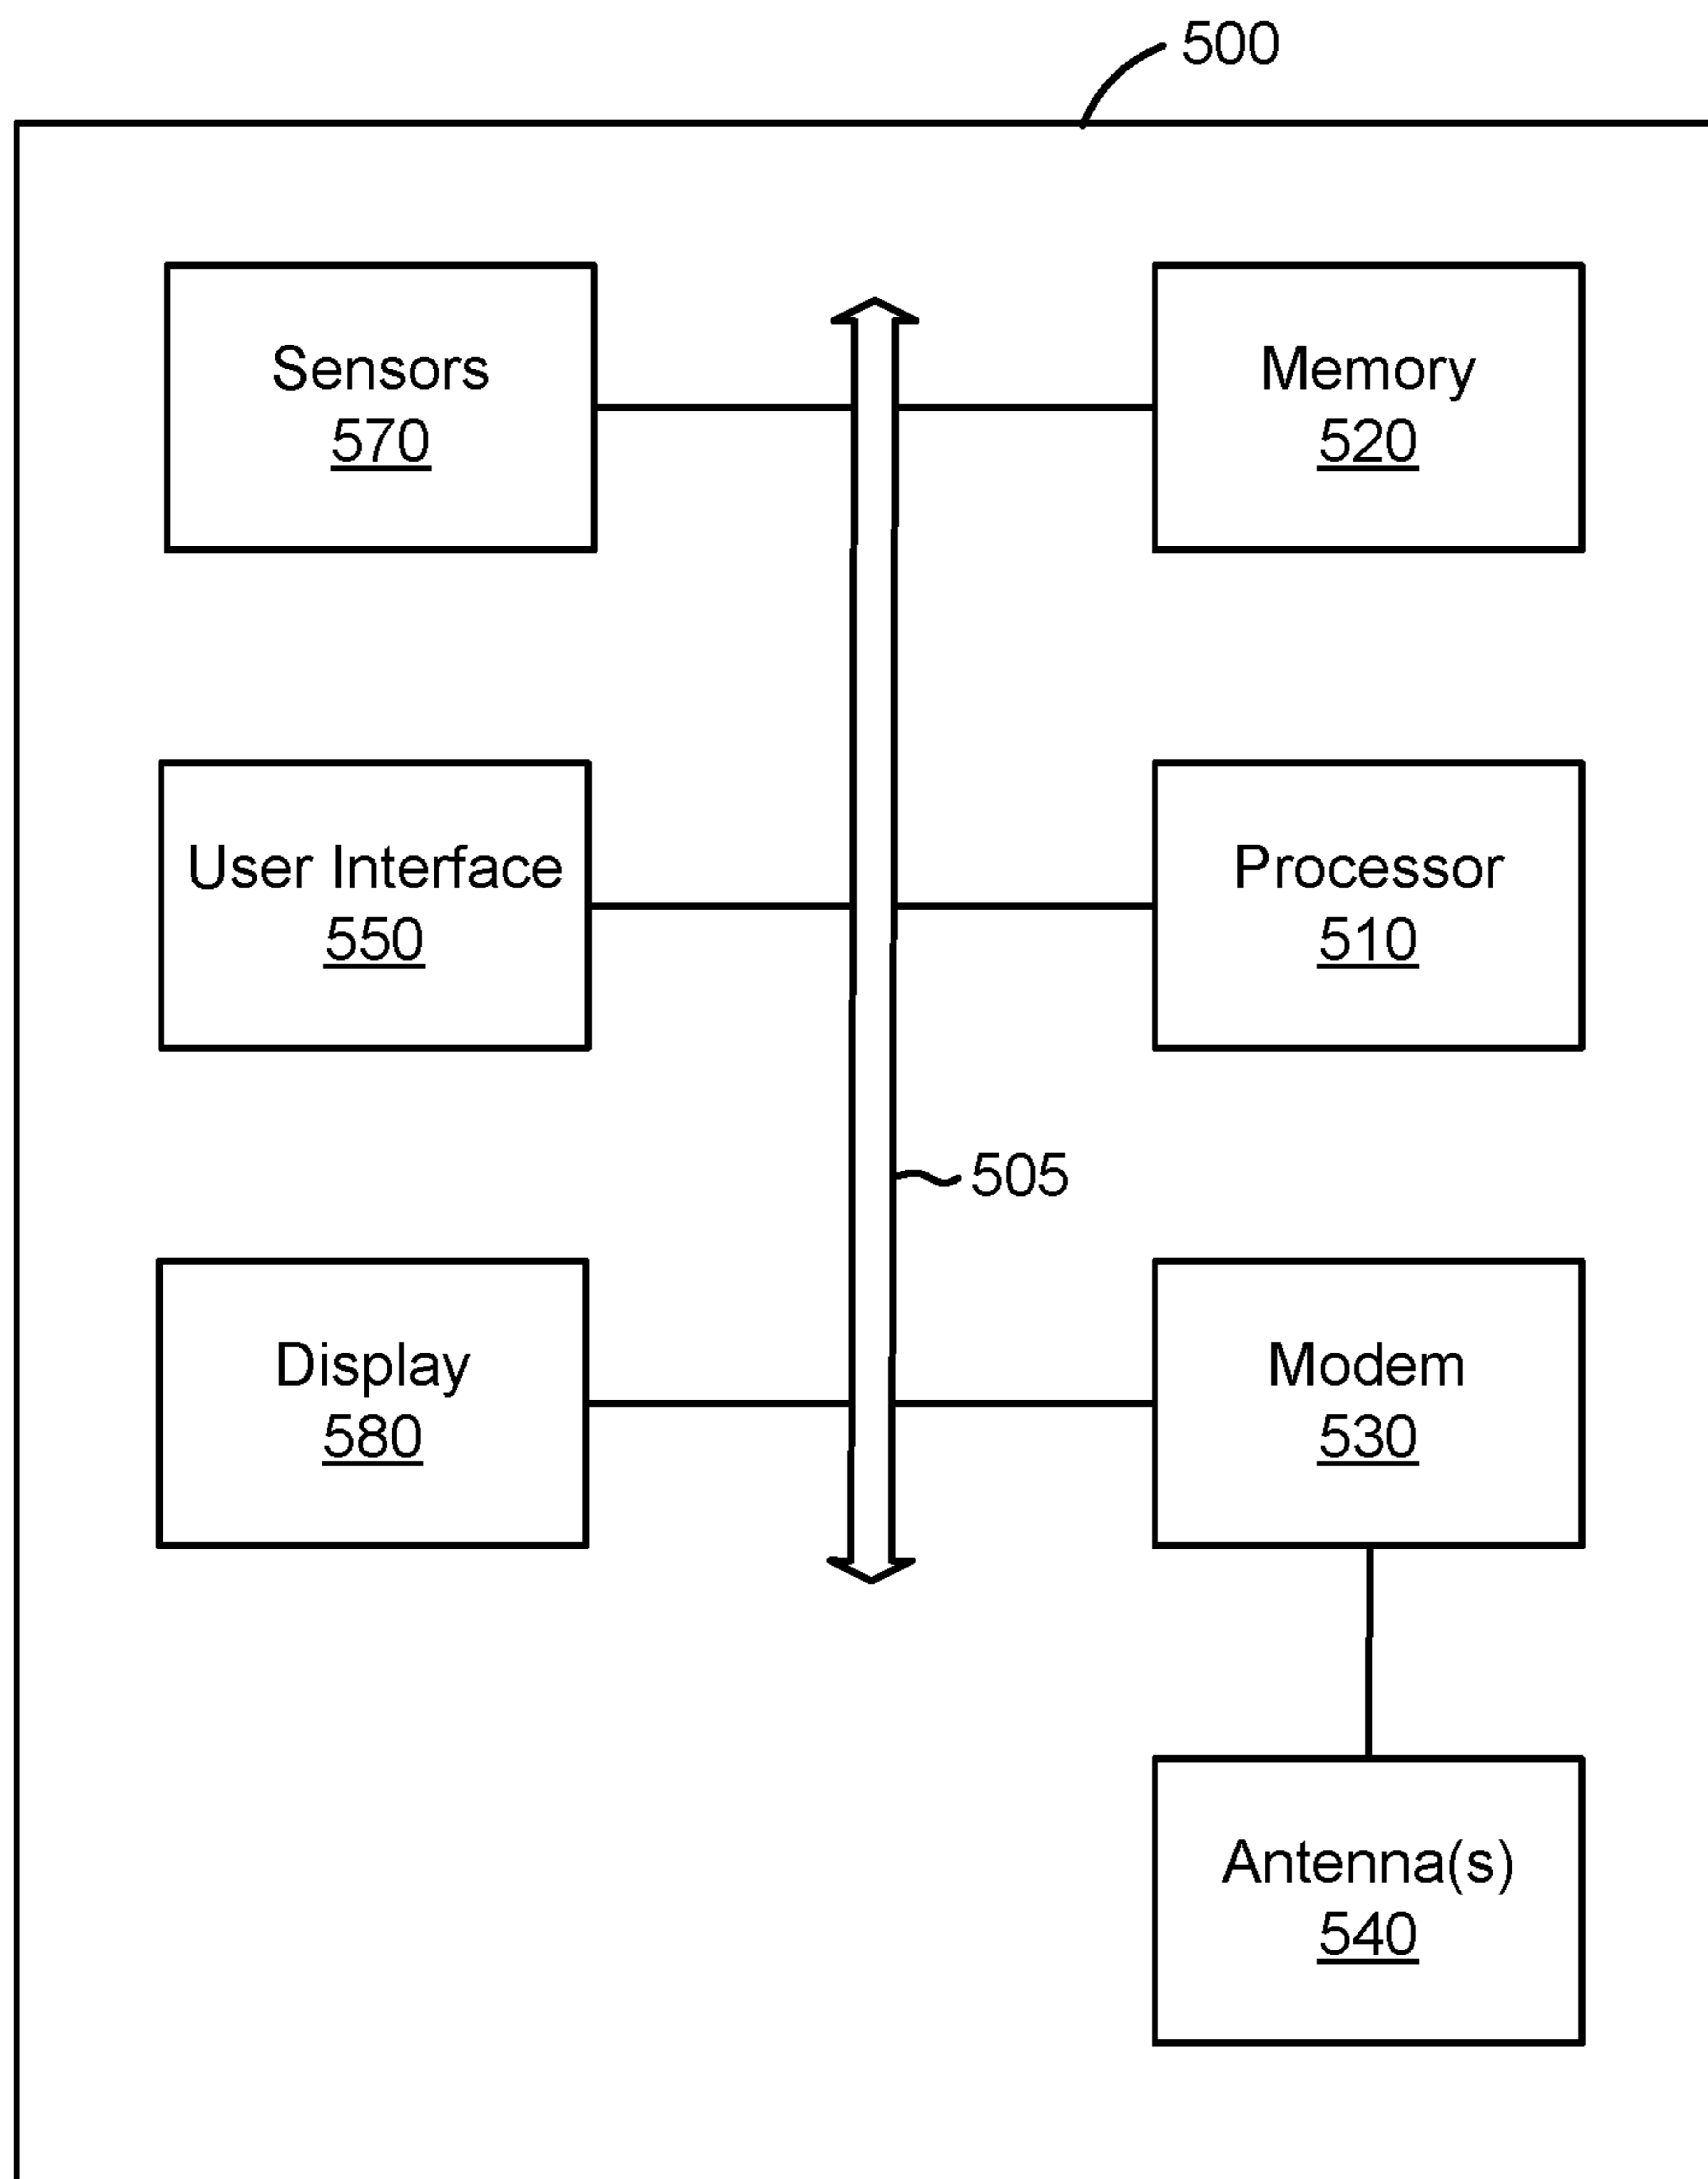 500
Sensors
570
Memory
520
User Interface
550
Processor
510
505
Display
580
Modem
530
Antenna(s)
540